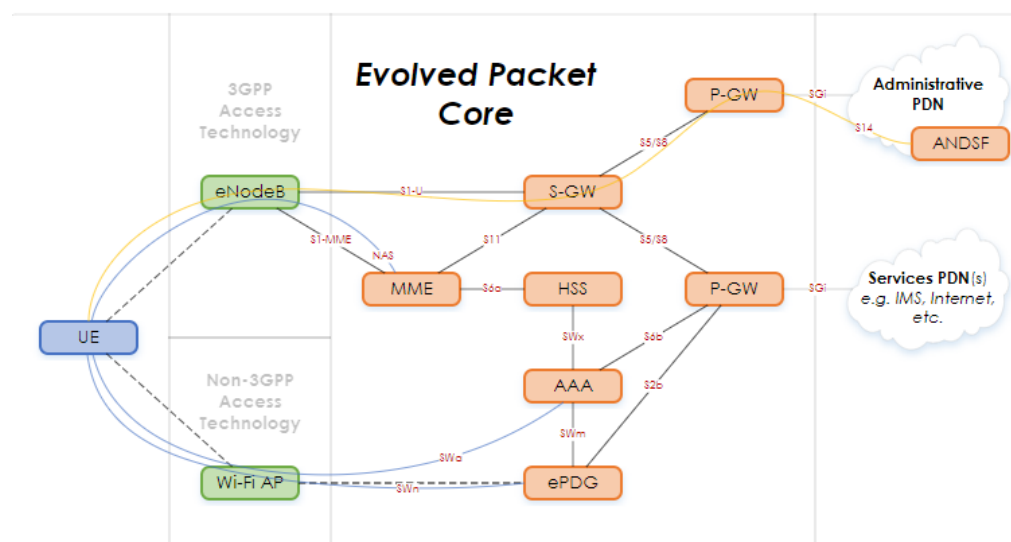 Evolved Packet
Core
3GPP
Access
Technology
P-GW
SGi
Administrative
PDN
S14
ANDSF
S5/S8
eNodeB
S1-U
S-GW
S1-MME
NAS
S11
S5/S8
MME
S6a
HSS
P-GW
SGi
Services PDN(s)
e.g. IMS, Internet,
etc.
UE
SWx
S6b
Non-3GPP
Access
Technology
AAA
S2b
SWm
SWa
Wi-Fi AP
SWn
ePDG